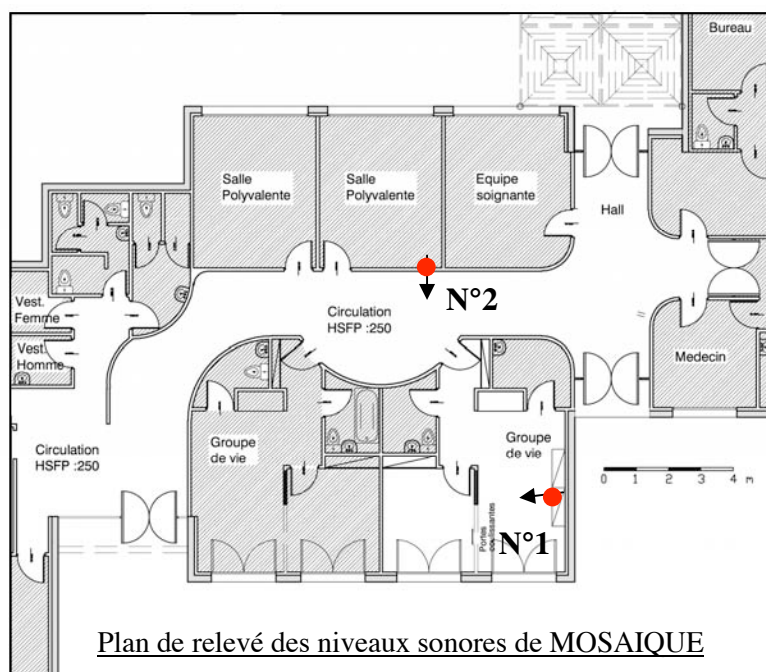 Bureau
Salle
Polyvalente
Salle
Polyvalente
Equipe
soignante
Hall
Vest.
Femme
Vest.
Homme
Circulation
HSFP :250
N°2
Medecin
Circulation
HSFP :250
Groupe
de vie
Groupe
de vie
0 1 2 3 4 m
N°1
Portes
coulissantes
Plan de relevé des niveaux sonores de MOSAIQUE